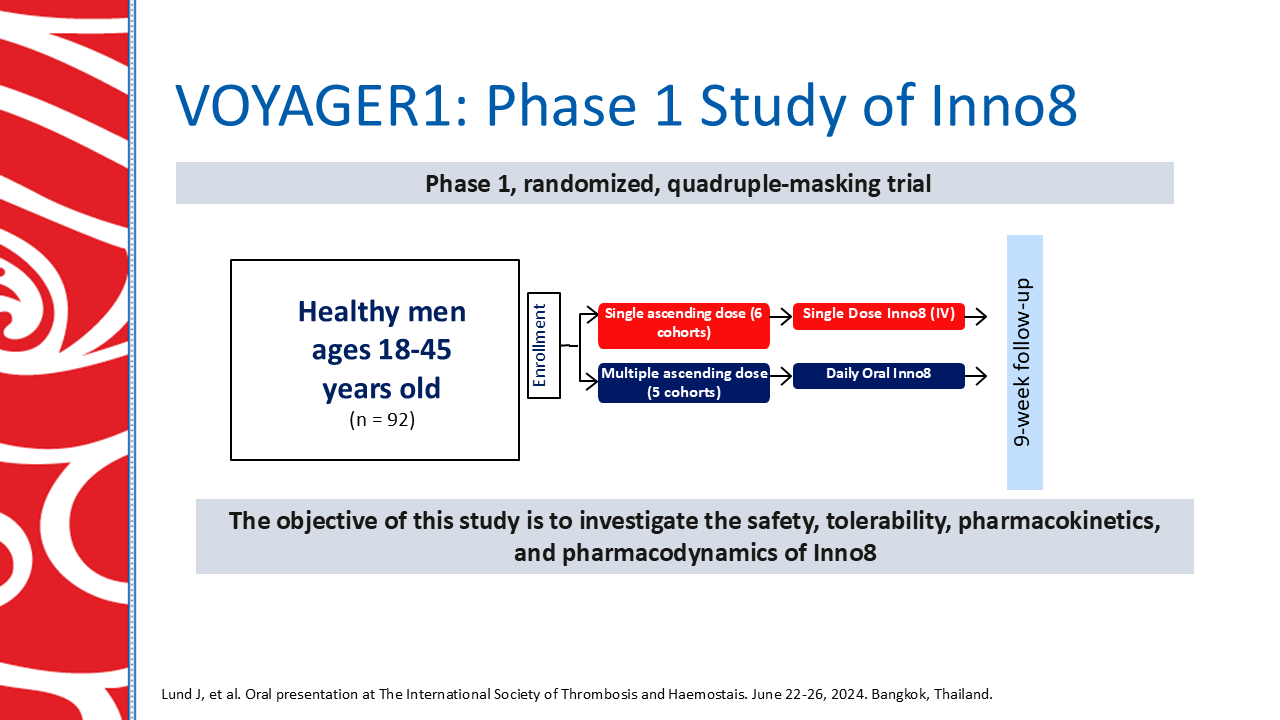 VOYAGER1: Phase 1 Study of Inno8
Phase 1, randomized, quadruple-masking trial
Healthy men
ages 18-45
years old
(n = 92)
Enrollment
Single ascending dose (6
cohorts)
Single Dose Inno8 (IV)
Multiple ascending dose
(5 cohorts)
Daily Oral Inno8
9-week follow-up
The objective of this study is to investigate the safety, tolerability, pharmacokinetics,
and pharmacodynamics of Inno8
Lund J, et al. Oral presentation at The International Society of Thrombosis and Haemostais. June 22-26, 2024. Bangkok, Thailand.